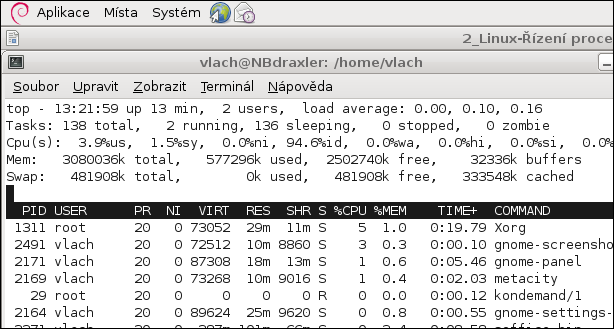 Aplikace Místa Systém
2_Linux-Řízení proce
vlach@NBdraxler: /home/vlach
Soubor Upravit Zobrazit Terminál Nápověda
top - 13:21:59 up 13 min, 2 users, load average: 0.00, 0.10, 0.16
Tasks: 138 total, 2 running, 136 sleeping, 0 stopped, 0 zombie
Cpu(s): 3.9%us, 1.5%sy, 0.0%ni, 94.6%id, 0.0%wa, 0.0%hi, 0.0%si, 0.0
Mem: 3080036k total, 577296k used, 2502740k free, 32336k buffers
Swap: 481908k total, 0k used, 481908k free, 333548k cached
PID USER PR NI VIRT RES SHR S %CPU %MEM TIME+ COMMAND
1311 root 20 0 73052 29m 11m S 5 1.0 0:19.79 Xorg
2491 vlach 20 0 72512 10m 8860 S 3 0.3 0:00.10 gnome-screensho
2171 vlach 20 0 87308 18m 13m S 1 0.6 0:05.46 gnome-panel
2169 vlach 20 0 73268 10m 9016 S 1 0.4 0:02.03 metacity
29 root 20 0 0 0 0 R 0 0.0 0:00.12 kondemand/1
2164 vlach 20 0 89624 25m 9620 S 0 0.8 0:00.55 gnome-settings-